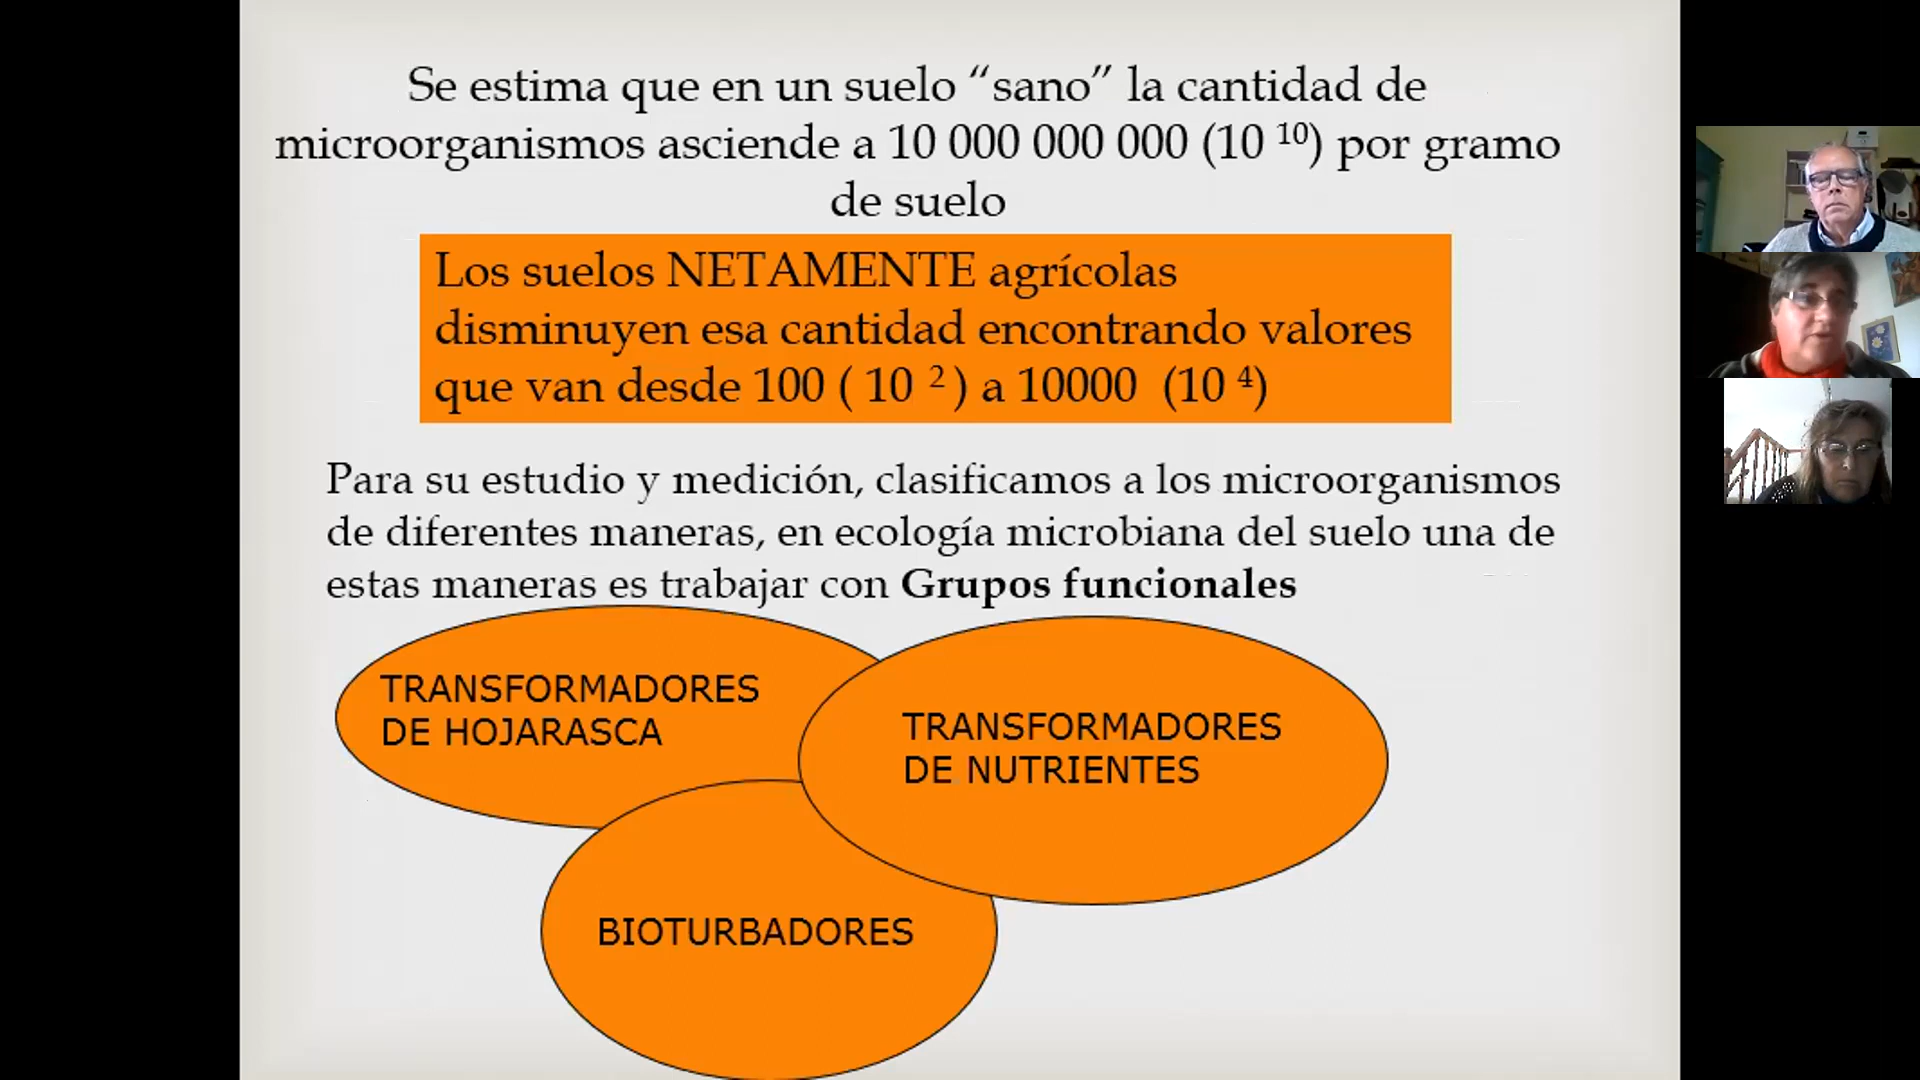 Se estima que en un suelo “sano” la cantidad de
microorganismos asciende a 10 000 000 000 (10 ¹⁰) por gramo
de suelo
Los suelos NETAMENTE agrícolas
disminuyen esa cantidad encontrando valores
que van desde 100 ( 10 ² ) a 10000 (10 ⁴)
Para su estudio y medición, clasificamos a los microorganismos
de diferentes maneras, en ecología microbiana del suelo una de
estas maneras es trabajar con Grupos funcionales
TRANSFORMADORES
DE HOJARASCA
TRANSFORMADORES
DE NUTRIENTES
BIOTURBADORES